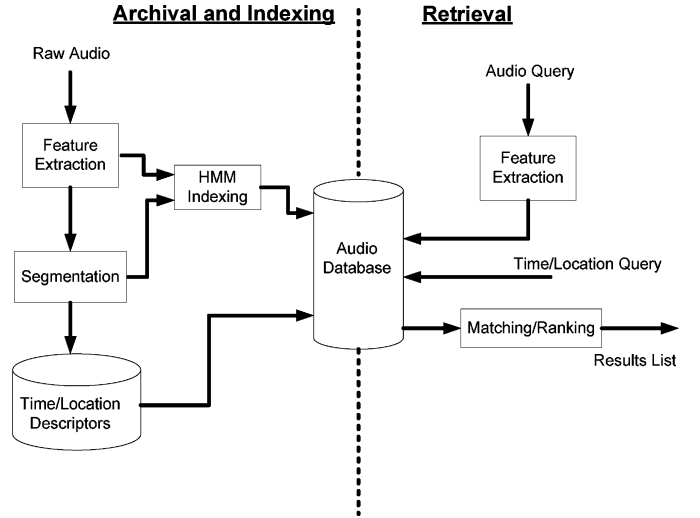 Archival and Indexing
Retrieval
Raw Audio
Audio Query
Feature
Extraction
HMM
Indexing
Feature
Extraction
Segmentation
Audio
Database
Time/Location Query
Matching/Ranking
Results List
Time/Location
Descriptors